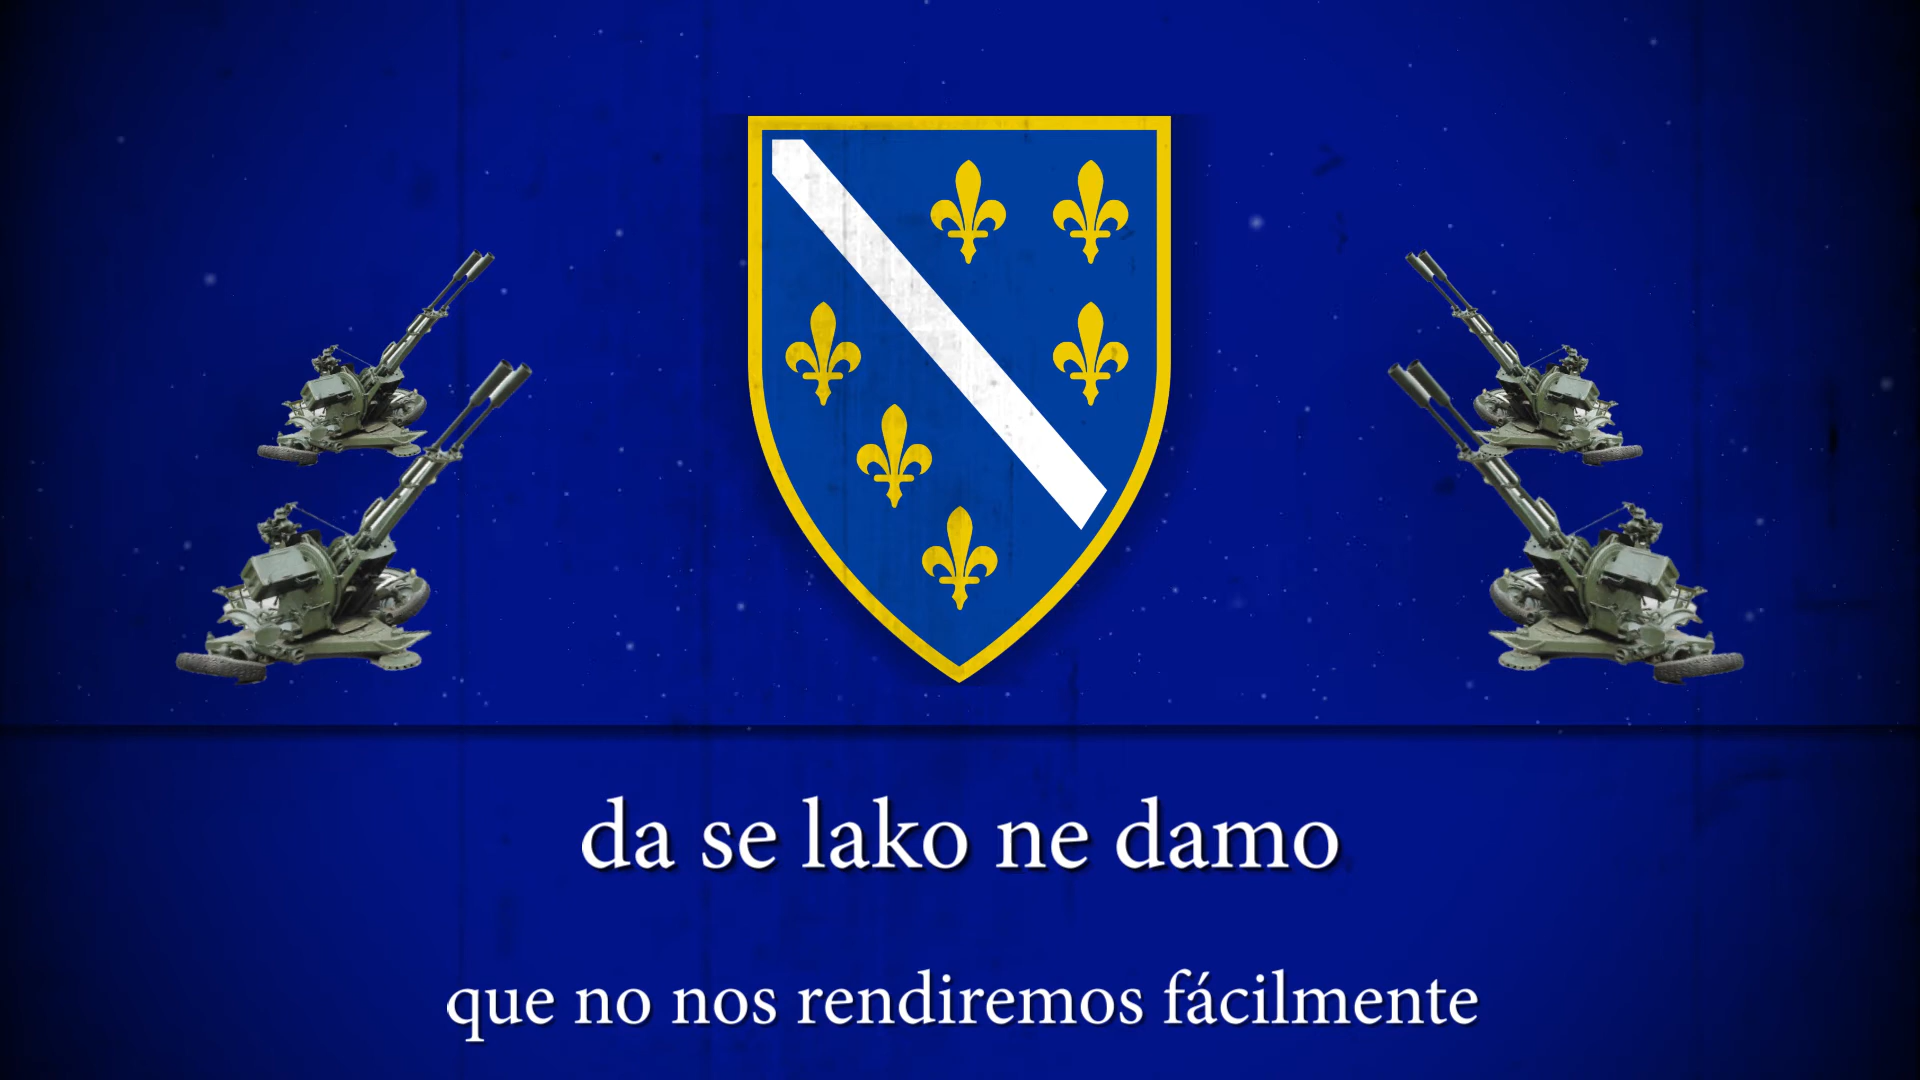 da se lako ne damo
que no nos rendiremos fácilmente